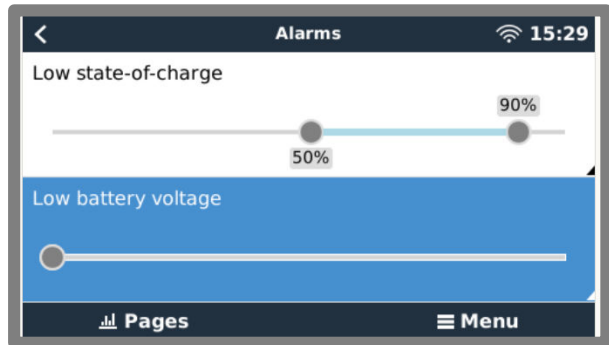 Alarms 15:29
Low state-of-charge
90%
50%
Low battery voltage
Pages Menu